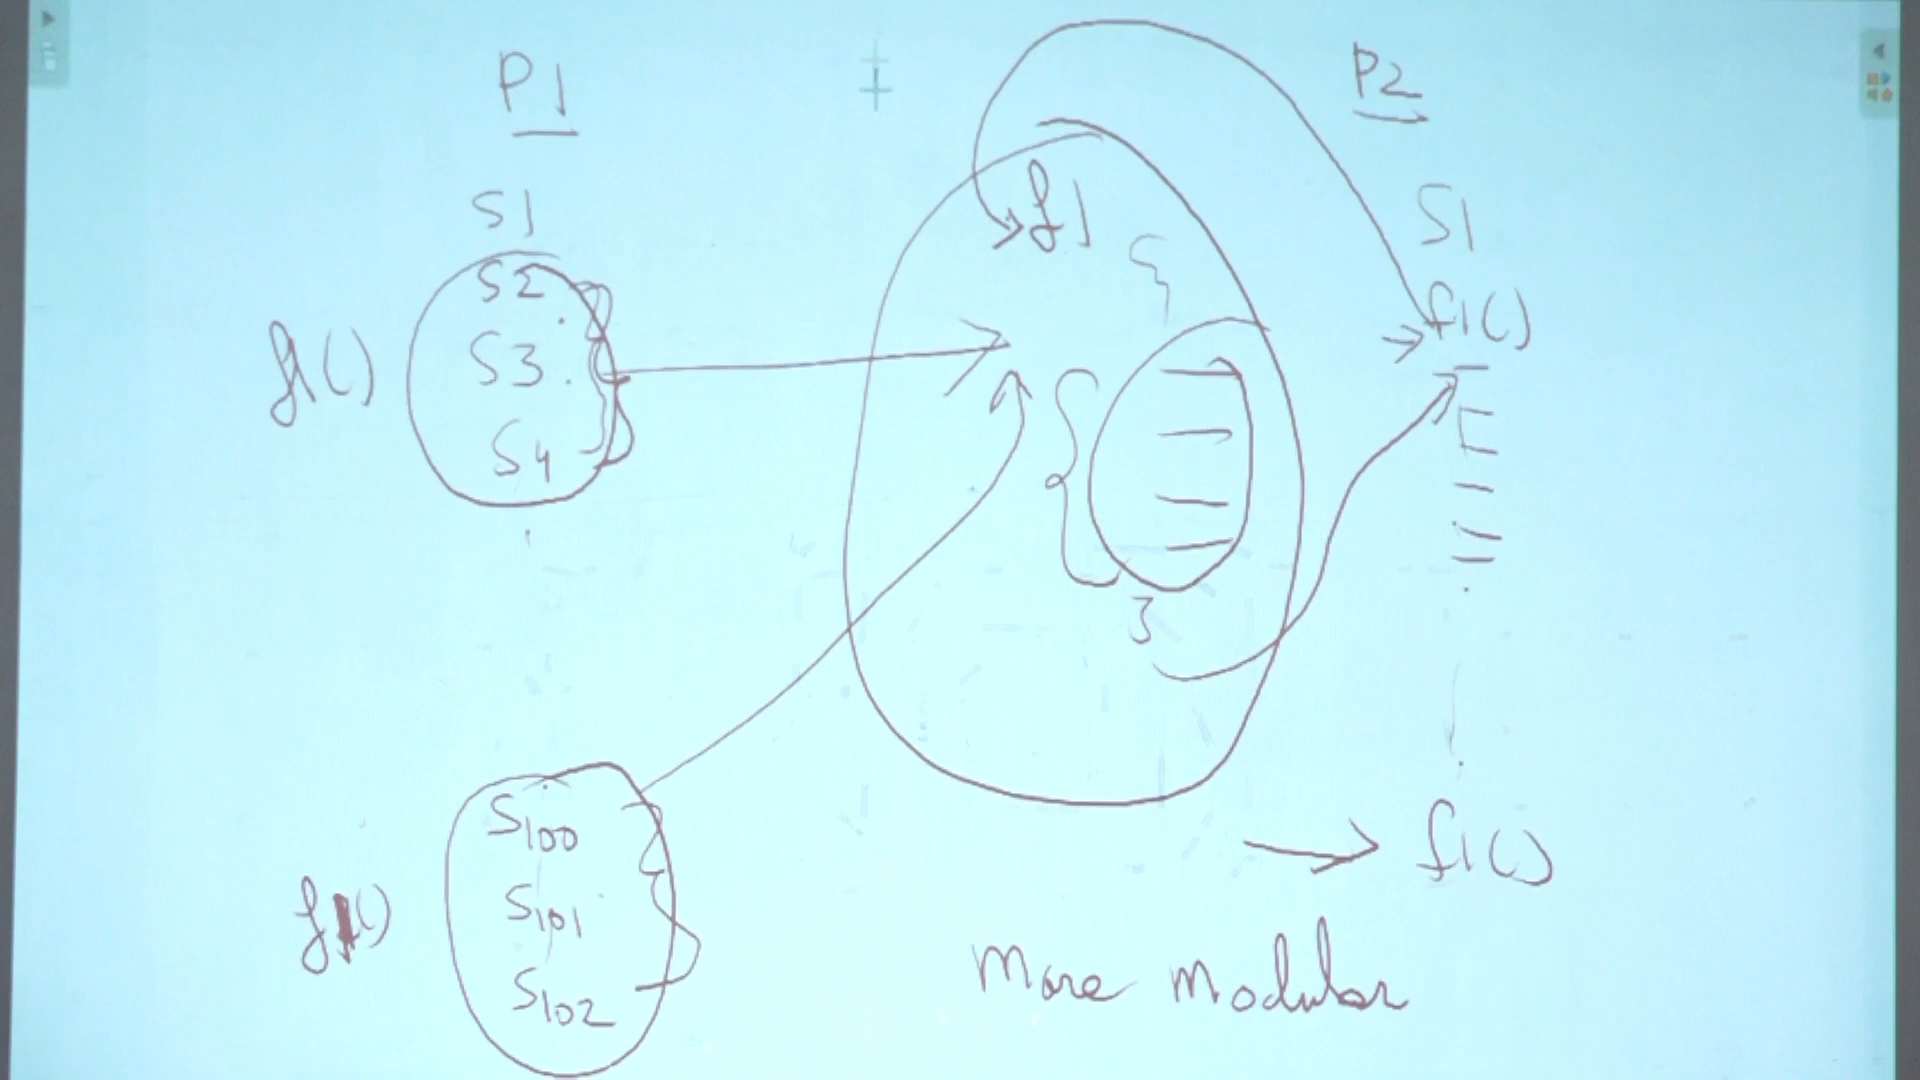 P1
S1
S2
S3
S4
f1()
S100
S101
S102
f1()
f1
{
}
P2
S1
f1()
f1()
More Modular